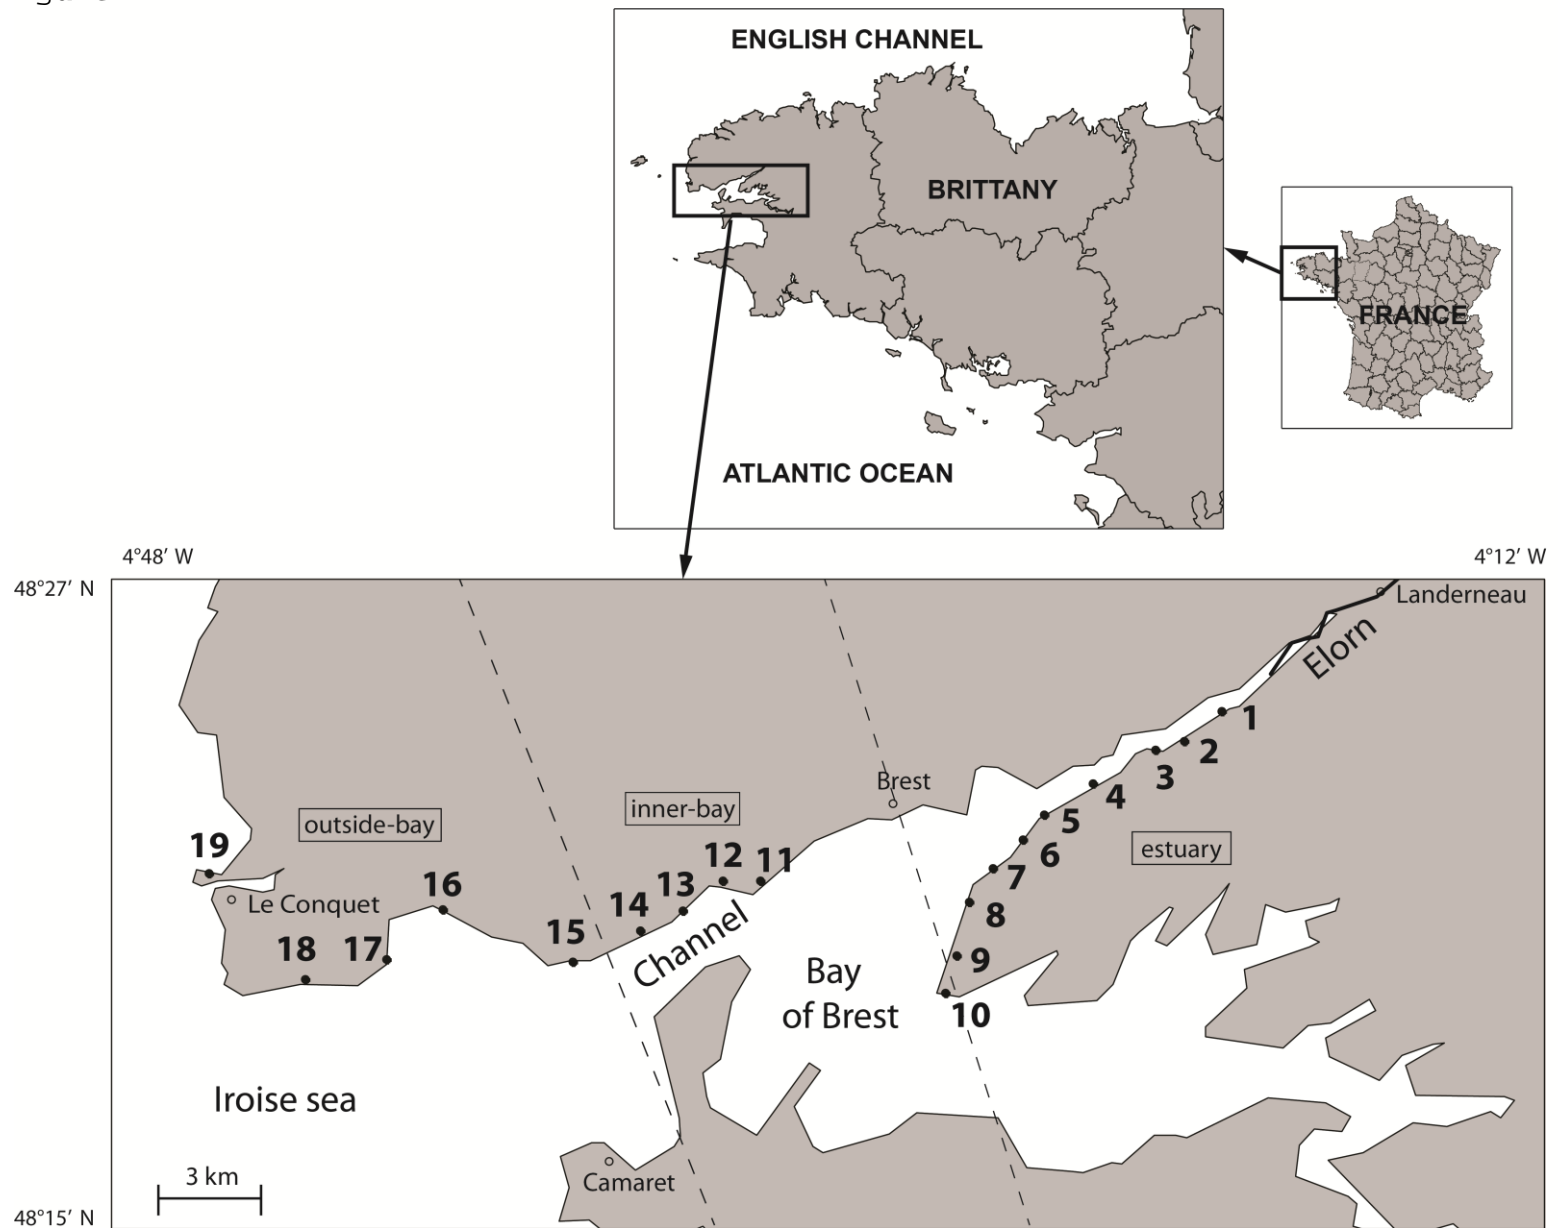 ENGLISH CHANNEL
BRITTANY
FRANCE
ATLANTIC OCEAN
4°48’ W
4°12’ W
48°27’ N
Landerneau
Elorn
1
2
3
Brest
4
inner-bay
outside-bay
5
19
estuary
6
12
11
7
16
13
Le Conquet
14
8
15
Channel
18
17
9
Bay
of Brest
10
Iroise sea
3 km
Camaret
48°15’ N